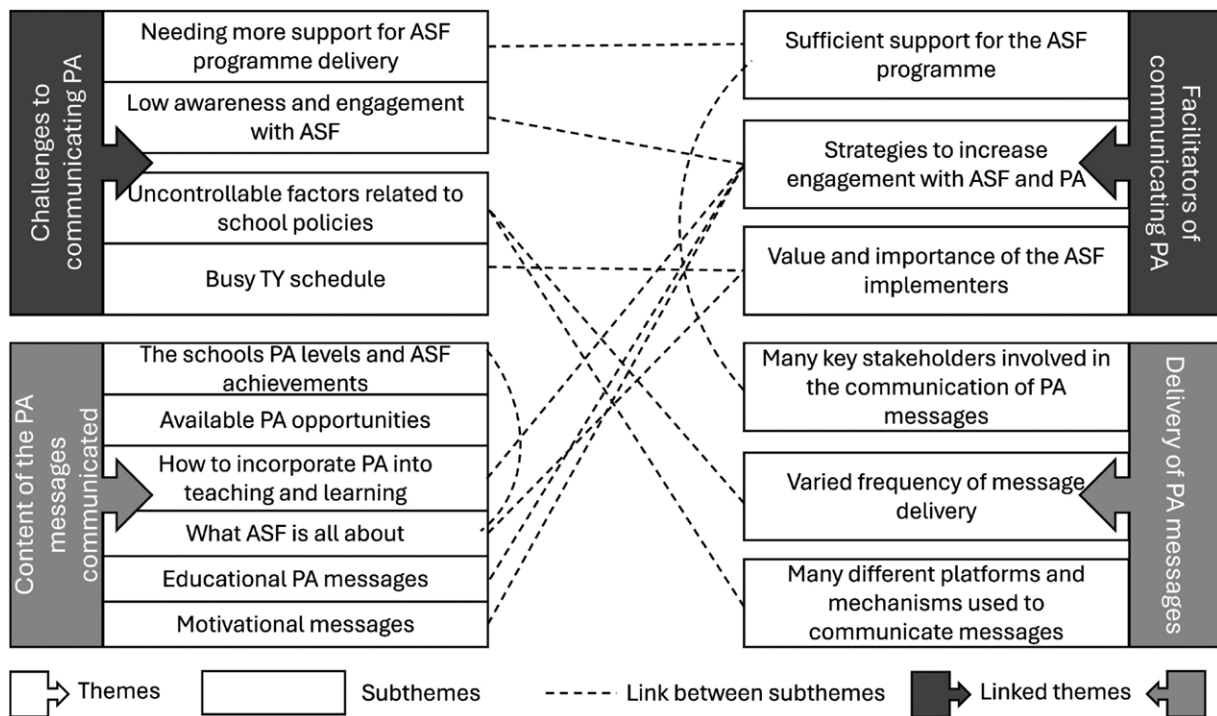 Challenges to
communicating PA
Needing more support for ASF
programme delivery
Low awareness and engagement
with ASF
Uncontrollable factors related to
school policies
Busy TY schedule
Sufficient support for the ASF
programme
Strategies to increase
engagement with ASF and PA
Value and importance of the ASF
implementers
Facilitators of
communicating PA
Content of the PA
messages
communicated
The schools PA levels and ASF
achievements
Available PA opportunities
How to incorporate PA into
teaching and learning
What ASF is all about
Educational PA messages
Motivational messages
Many key stakeholders involved in
the communication of PA
messages
Varied frequency of message
delivery
Many different platforms and
mechanisms used to
communicate messages
Delivery of PA messages
Themes
Subthemes
Link between subthemes
Linked themes